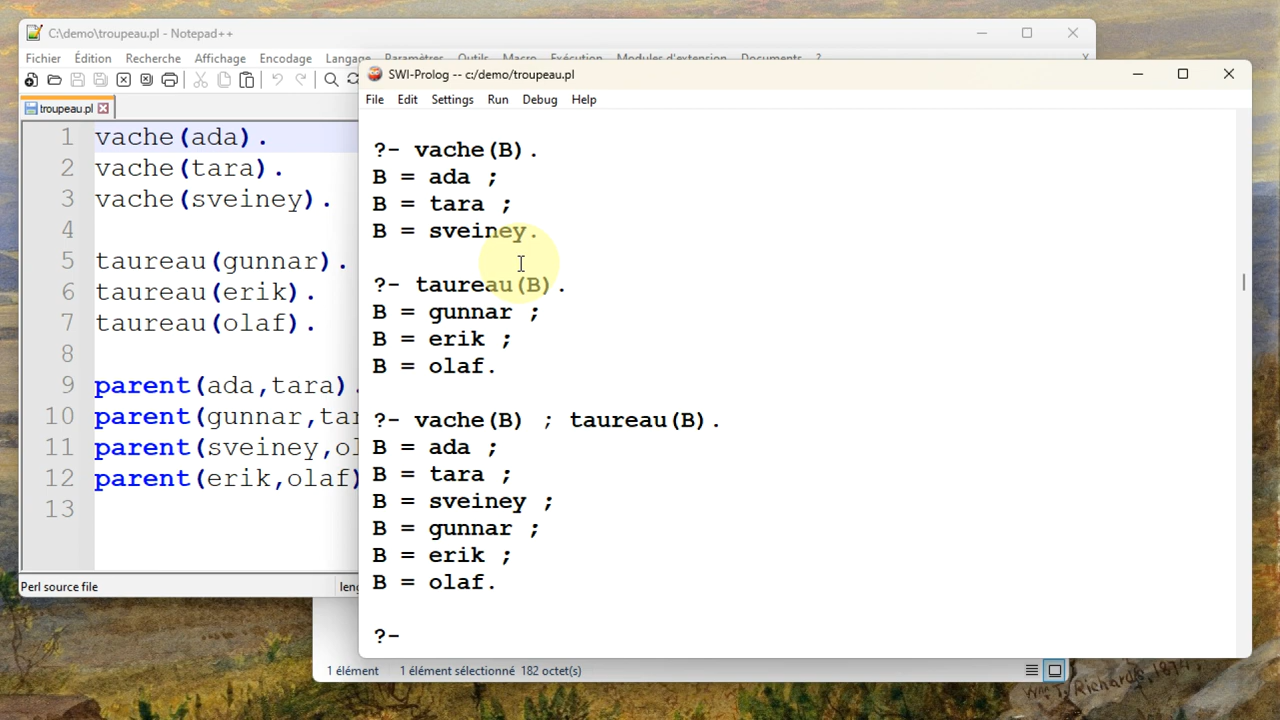 C:\demo\troupeau.pl - Notepad++
Fichier Édition Recherche Affichage Encodage Langage Paramètres Outils Macro Exécution Modules d'extension Documents ? X
troupeau.pl
1 vache(ada).
2 vache(tara).
3 vache(sveiney).
4
5 taureau(gunnar).
6 taureau(erik).
7 taureau(olaf).
8
9 parent(ada,tara).
10 parent(gunnar,tar
11 parent(sveiney,ol
12 parent(erik,olaf)
13
Perl source file leng
SWI-Prolog -- c:/demo/troupeau.pl
File Edit Settings Run Debug Help
?- vache(B).
B = ada ;
B = tara ;
B = sveiney.
?- taureau(B).
B = gunnar ;
B = erik ;
B = olaf.
?- vache(B) ; taureau(B).
B = ada ;
B = tara ;
B = sveiney ;
B = gunnar ;
B = erik ;
B = olaf.
?-
1 élément 1 élément sélectionné 182 octet(s)